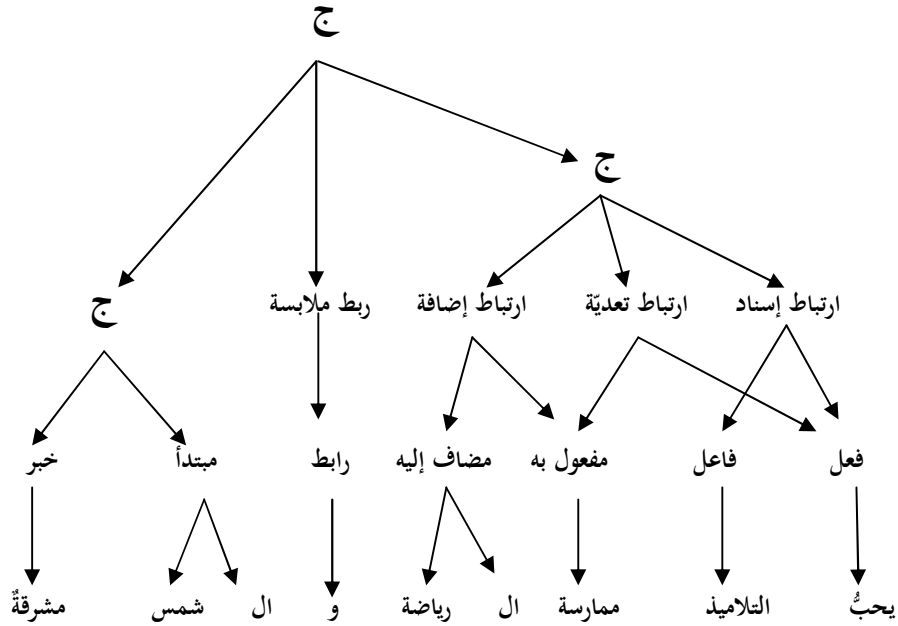 ج
ج
ارتباط إسناد ارتباط تعديّة ارتباط إضافة ربط ملابسة ج
فعل فاعل مفعول به مضاف إليه رابط مبتدأ خبر
يحبُّ التلاميذ ممارسة ال رياضة و ال شمس مشرقةٌ